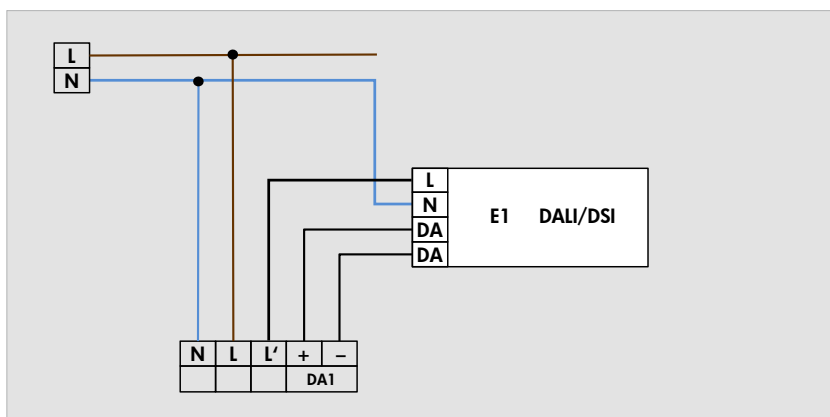 L
N
L
N
E1 DALI/DSI
DA
DA
N L L' + −
DA1